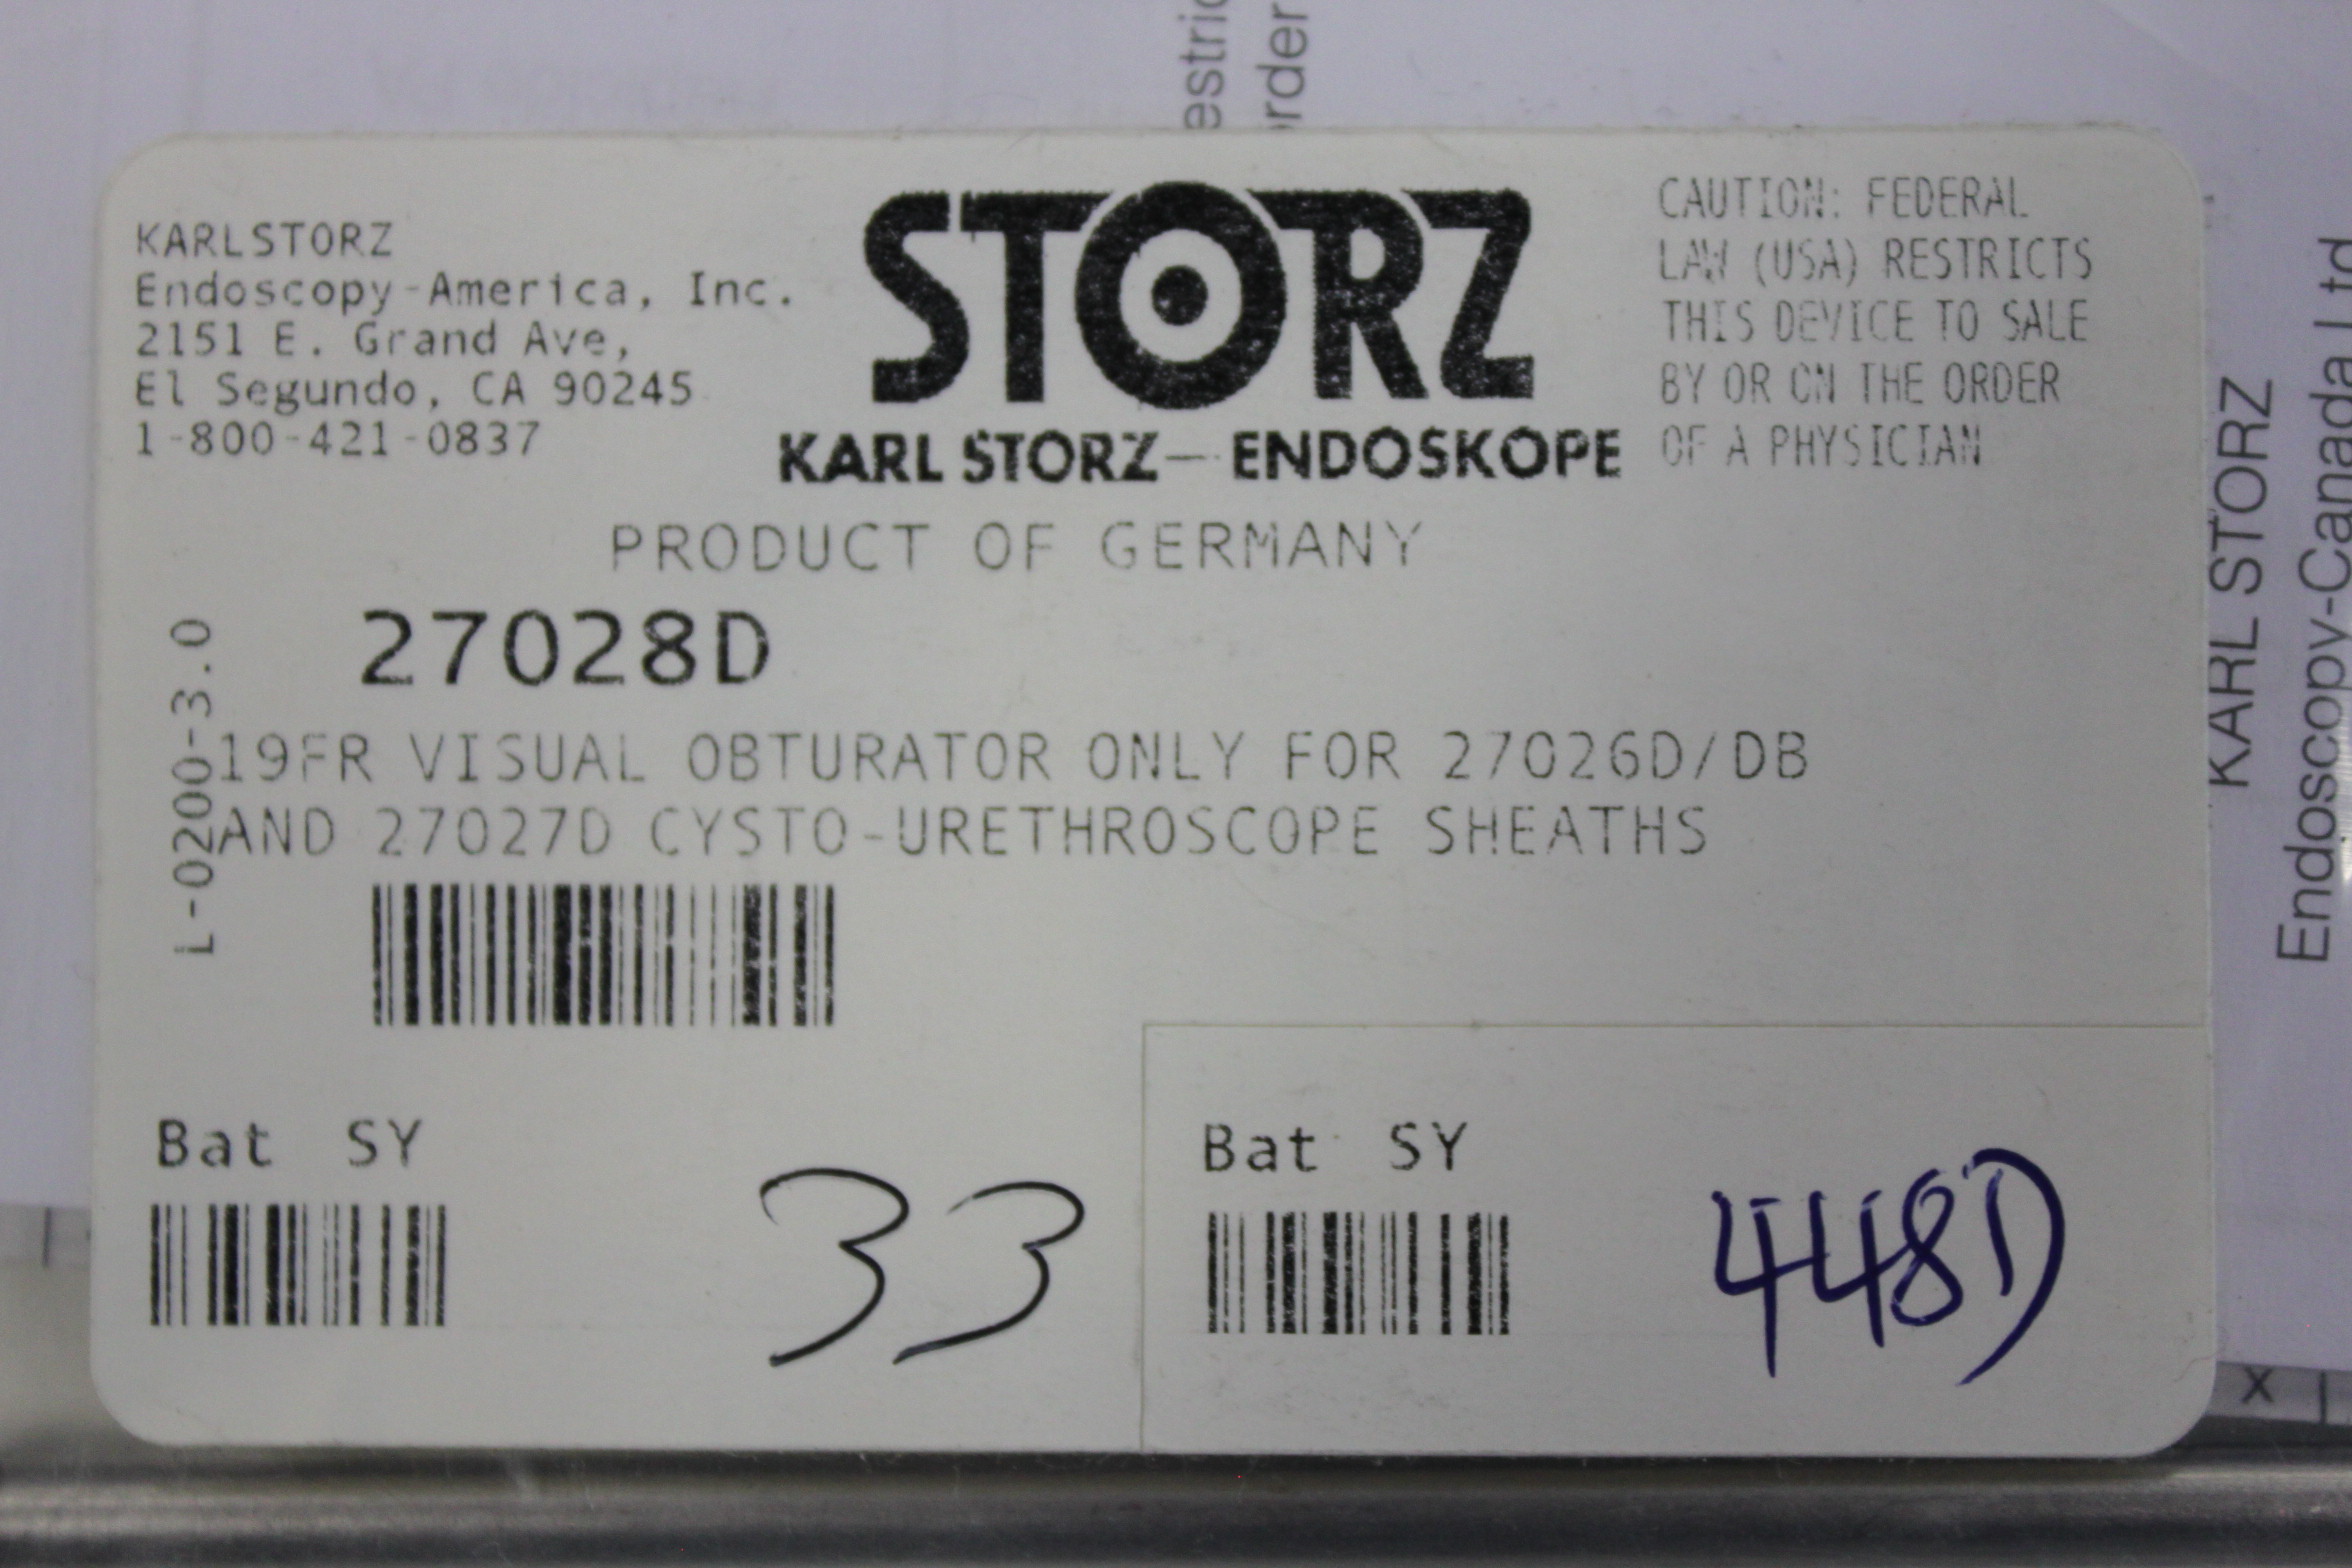 estric
order
KARLSTORZ
Endoscopy-America, Inc.
2151 E. Grand Ave,
El Segundo, CA 90245
1-800-421-0837
STORZ
KARL STORZ—ENDOSKOPE
CAUTION: FEDERAL
LAW (USA) RESTRICTS
THIS DEVICE TO SALE
BY OR ON THE ORDER
OF A PHYSICIAN
PRODUCT OF GERMANY
27028D
L-0200-3.0
19FR VISUAL OBTURATOR ONLY FOR 27026D/DB
AND 27027D CYSTO-URETHROSCOPE SHEATHS
Bat SY
33
Bat SY
448D
KARL STORZ
Endoscopy-Canada Ltd
x